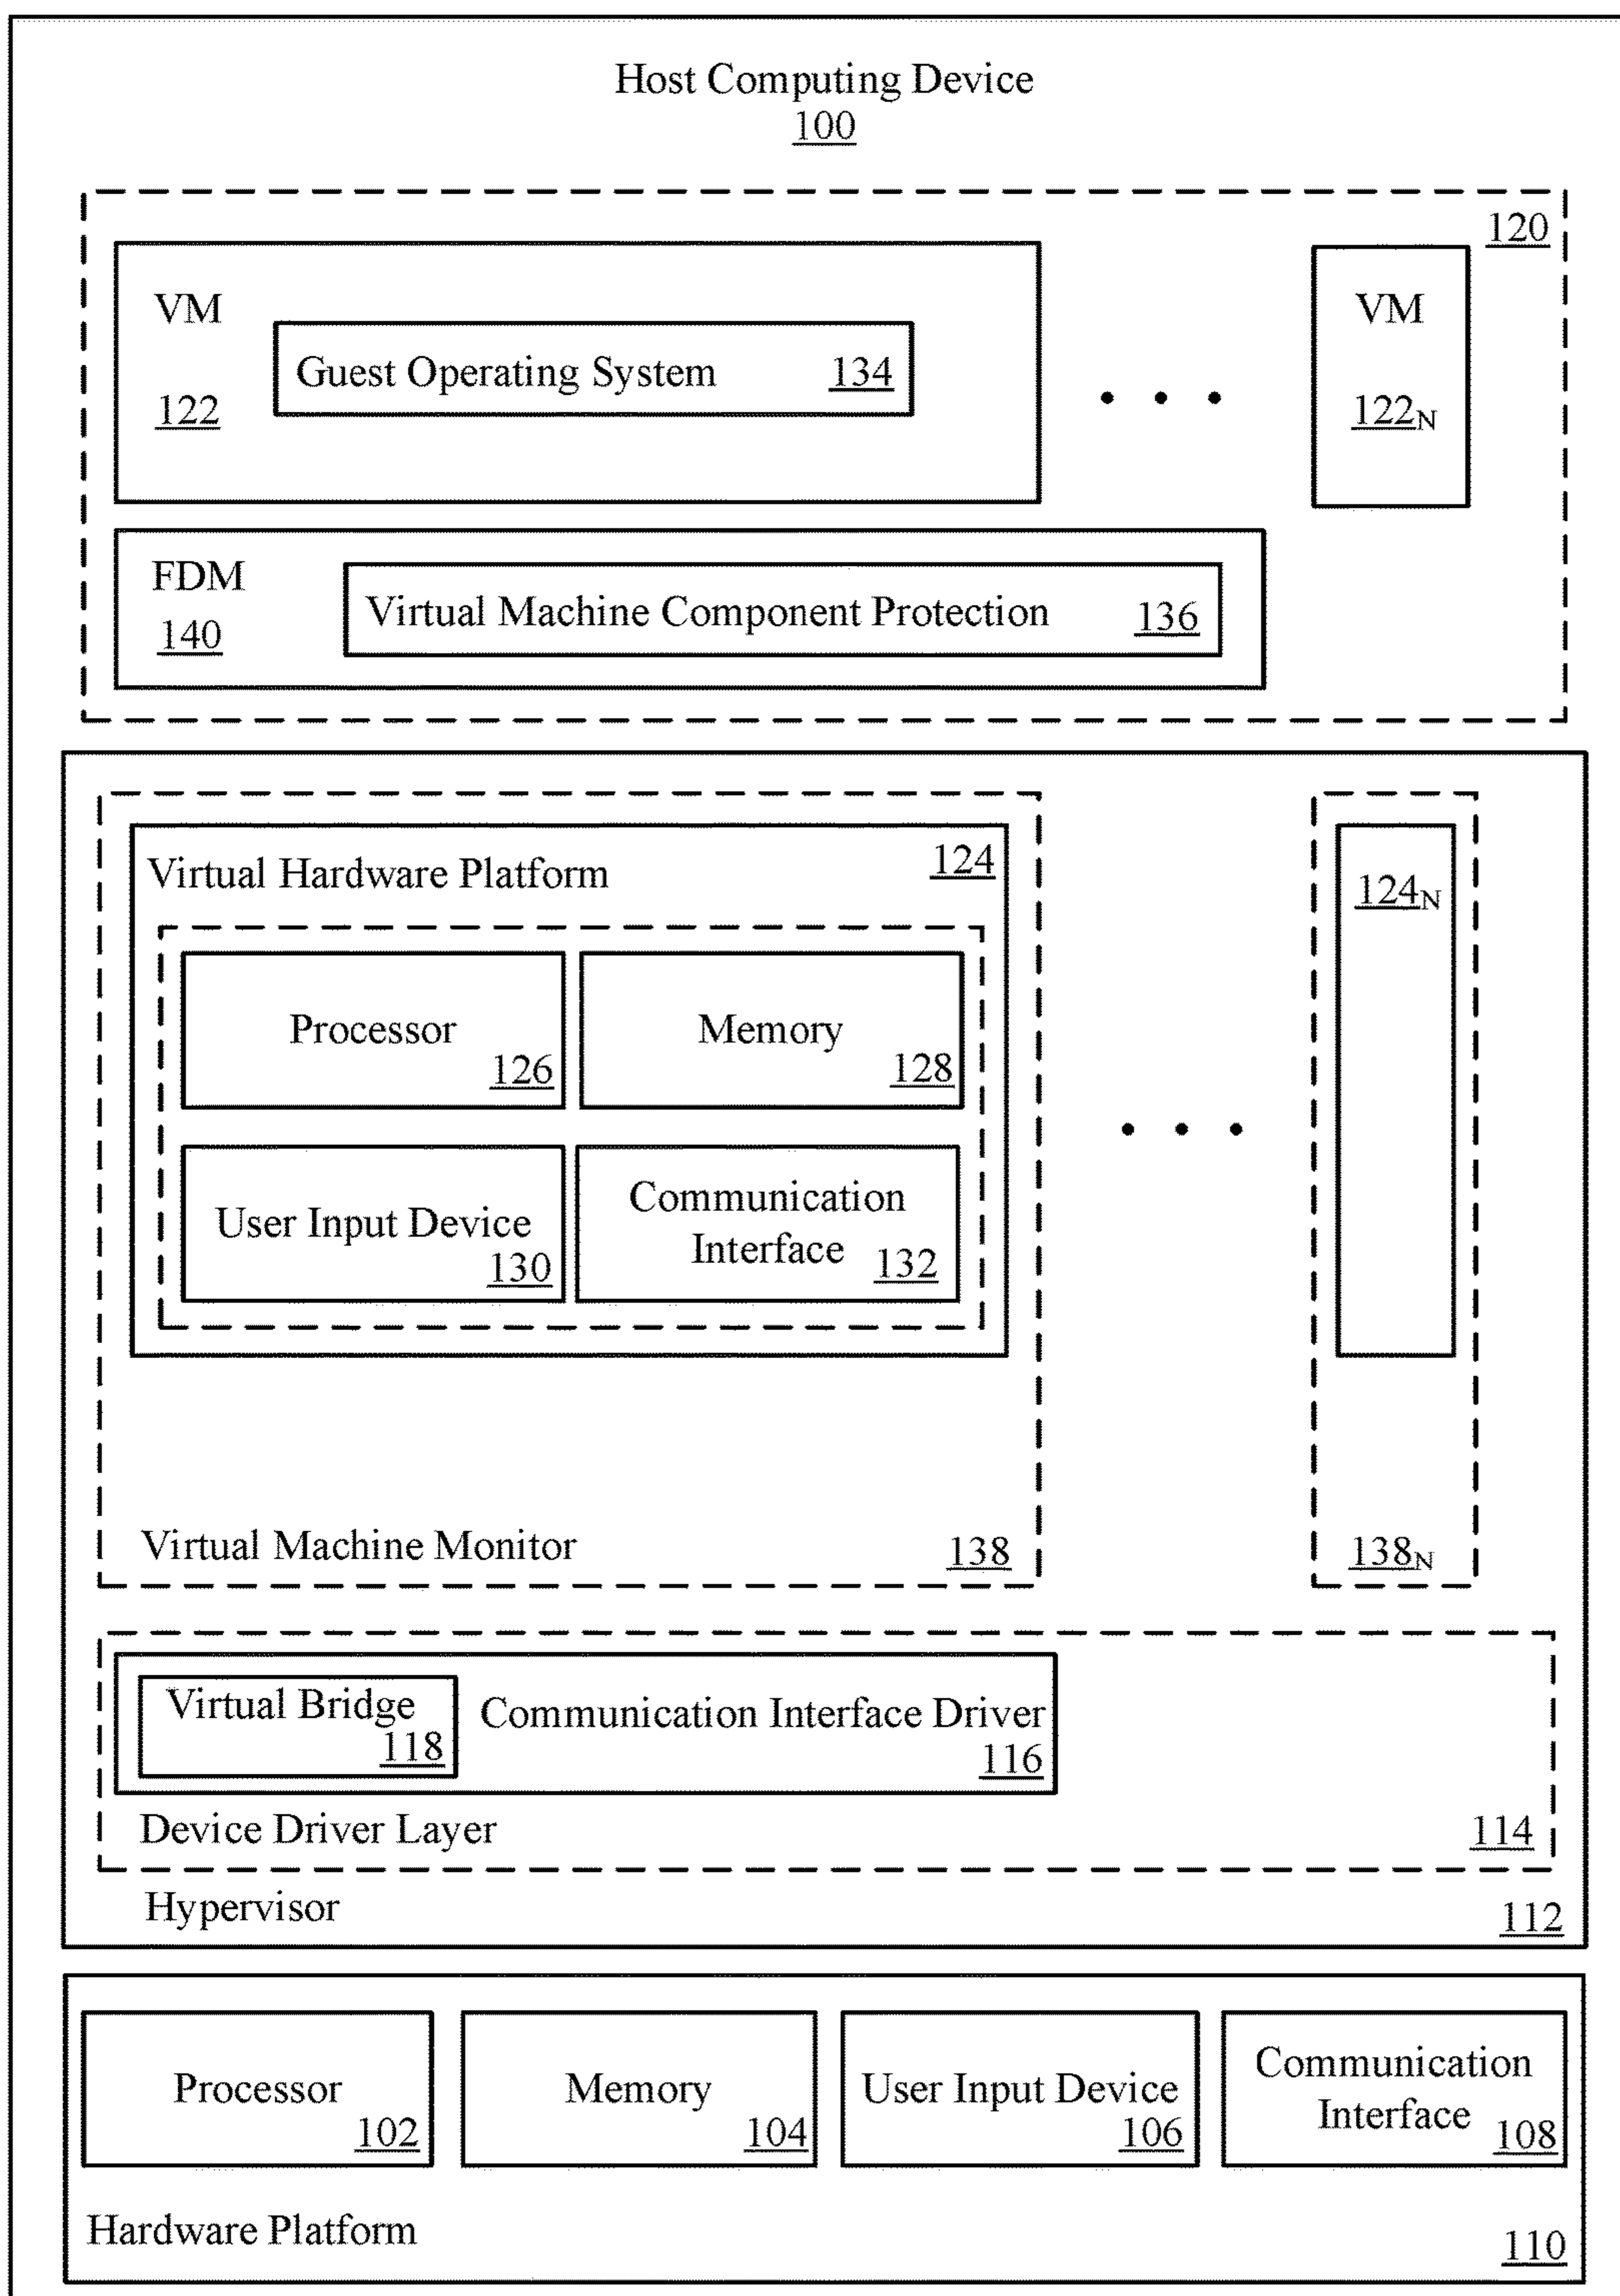 Host Computing Device
100
120
VM
122
Guest Operating System 134
VM
122N
FDM
140
Virtual Machine Component Protection 136
Virtual Hardware Platform 124
Processor
126
Memory
128
User Input Device
130
Communication
Interface 132
Virtual Machine Monitor 138
124N
138N
Virtual Bridge
118
Communication Interface Driver
116
Device Driver Layer 114
Hypervisor 112
Processor
102
Memory
104
User Input Device
106
Communication
Interface 108
Hardware Platform 110